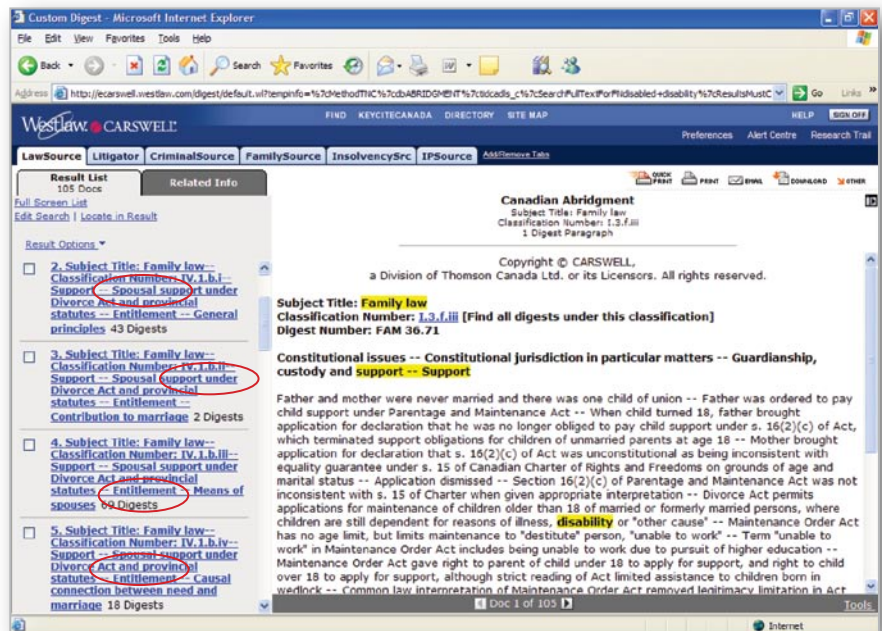 Custom Digest - Microsoft Internet Explorer
File Edit View Favorites Tools Help
Back Search Favorites
Address http://ecarswell.westlaw.com/digest/default.wl? Go Links
Westlaw CARSWELL
FIND KEYCITECANADA DIRECTORY SITE MAP HELP SIGN OFF
Preferences Alert Centre Research Trail
LawSource Litigator CriminalSource FamilySource InsolvencySrc IPSource Add/Remove Tabs
Result List
105 Docs
Related Info
Full Screen List
Edit Search | Locate in Result
Result Options
2. Subject Title: Family law--
Classification Number: IV.1.b.i--
Support -- Spousal support under
Divorce Act and provincial
statutes -- Entitlement -- General
principles 43 Digests
3. Subject Title: Family law--
Classification Number: IV.1.b.ii--
Support -- Spousal support under
Divorce Act and provincial
statutes -- Entitlement --
Contribution to marriage 2 Digests
4. Subject Title: Family law--
Classification Number: IV.1.b.iii--
Support -- Spousal support under
Divorce Act and provincial
statutes -- Entitlement -- Means of
spouses 69 Digests
5. Subject Title: Family law--
Classification Number: IV.1.b.iv--
Support -- Spousal support under
Divorce Act and provincial
statutes -- Entitlement -- Causal
connection between need and
marriage 18 Digests
QUICK PRINT PRINT EMAIL DOWNLOAD OTHER
Canadian Abridgment
Subject Title: Family law
Classification Number: I.3.f.iii
1 Digest Paragraph
Copyright © CARSWELL,
a Division of Thomson Canada Ltd. or its Licensors. All rights reserved.
Subject Title: Family law
Classification Number: I.3.f.iii [Find all digests under this classification]
Digest Number: FAM 36.71
Constitutional issues -- Constitutional jurisdiction in particular matters -- Guardianship,
custody and support -- Support
Father and mother were never married and there was one child of union -- Father was ordered to pay
child support under Parentage and Maintenance Act -- When child turned 18, father brought
application for declaration that he was no longer obliged to pay child support under s. 16(2)(c) of Act,
which terminated support obligations for children of unmarried parents at age 18 -- Mother brought
application for declaration that s. 16(2)(c) of Act was unconstitutional as being inconsistent with
equality guarantee under s. 15 of Canadian Charter of Rights and Freedoms on grounds of age and
marital status -- Application dismissed -- Section 16(2)(c) of Parentage and Maintenance Act was not
inconsistent with s. 15 of Charter when given appropriate interpretation -- Divorce Act permits
applications for maintenance of children older than 18 of married or formerly married persons, where
children are still dependent for reasons of illness, disability or "other cause" -- Maintenance Order Act
has no age limit, but limits maintenance to "destitute" person, "unable to work" -- Term "unable to
work" in Maintenance Order Act includes being unable to work due to pursuit of higher education --
Maintenance Order Act gave right to parent of child under 18 to apply for support, and right to child
over 18 to apply for support, although strict reading of Act limited assistance to children born in
wedlock -- Common law interpretation of Maintenance Order Act removed legitimacy limitation in Act
Doc 1 of 105 Tools
Internet